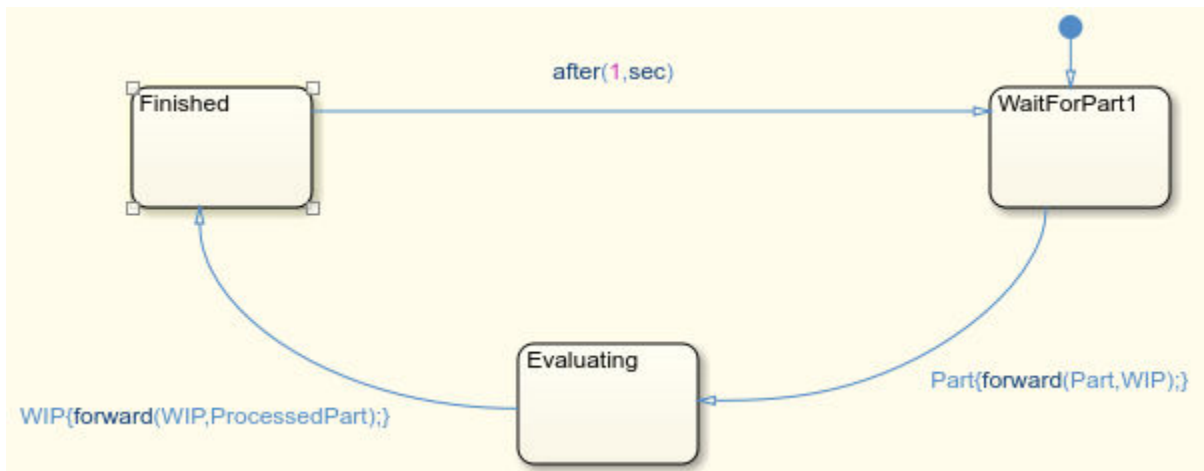 after(1,sec)
Finished
WaitForPart1
Evaluating
Part{forward(Part,WIP);}
WIP{forward(WIP,ProcessedPart);}